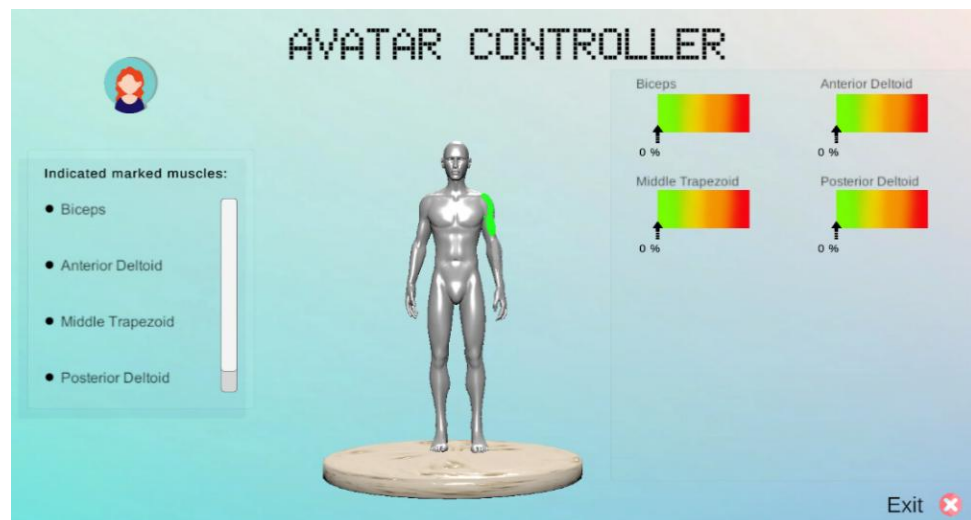 AVATAR CONTROLLER
Indicated marked muscles:
Biceps
Anterior Deltoid
Middle Trapezoid
Posterior Deltoid
Biceps
0 %
Anterior Deltoid
0 %
Middle Trapezoid
0 %
Posterior Deltoid
0 %
Exit